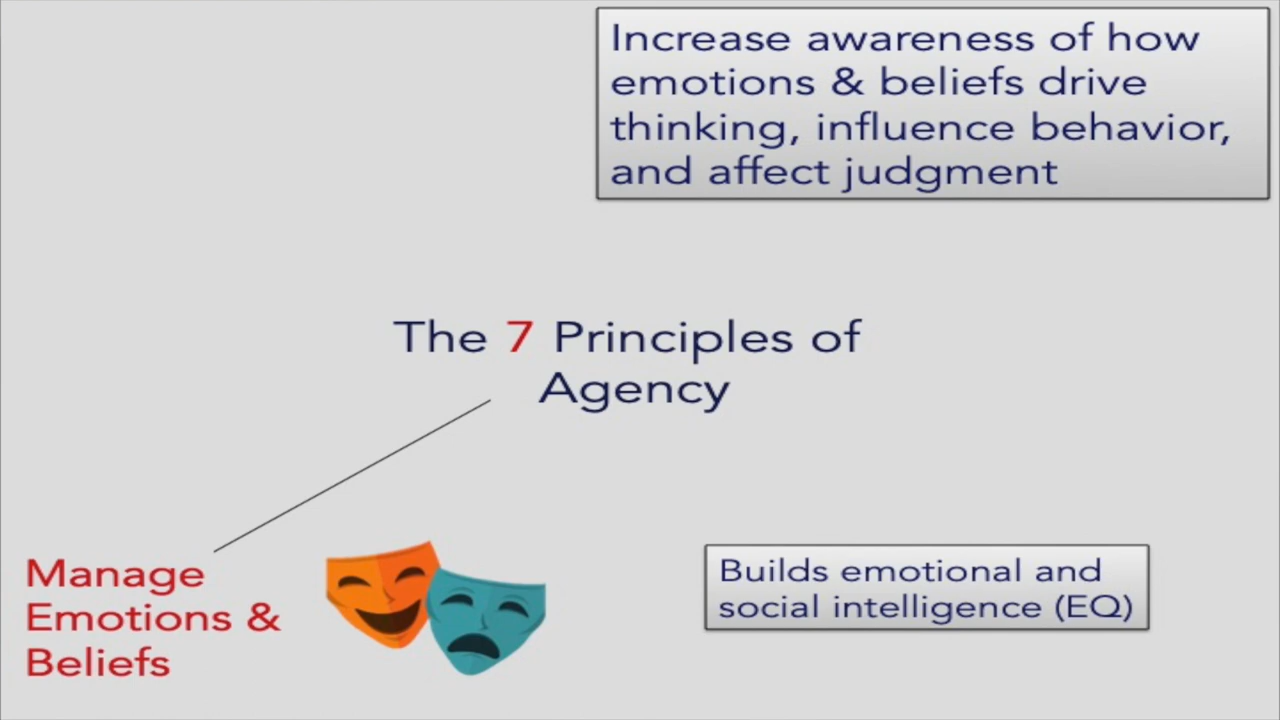 Increase awareness of how
emotions & beliefs drive
thinking, influence behavior,
and affect judgment
The 7 Principles of
Agency
Manage
Emotions &
Beliefs
Builds emotional and
social intelligence (EQ)